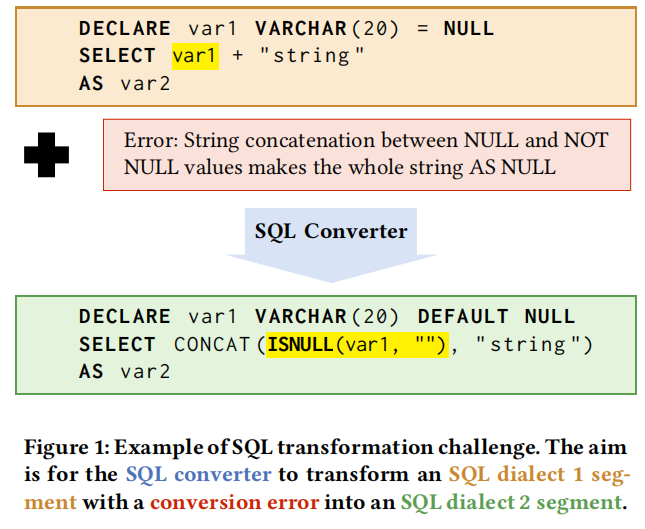 DECLARE var1 VARCHAR(20) = NULL
SELECT var1 + "string"
AS var2
Error: String concatenation between NULL and NOT
NULL values makes the whole string AS NULL
SQL Converter
DECLARE var1 VARCHAR(20) DEFAULT NULL
SELECT CONCAT(ISNULL(var1, ""), "string")
AS var2
Figure 1: Example of SQL transformation challenge. The aim
is for the SQL converter to transform an SQL dialect 1 seg-
ment with a conversion error into an SQL dialect 2 segment.